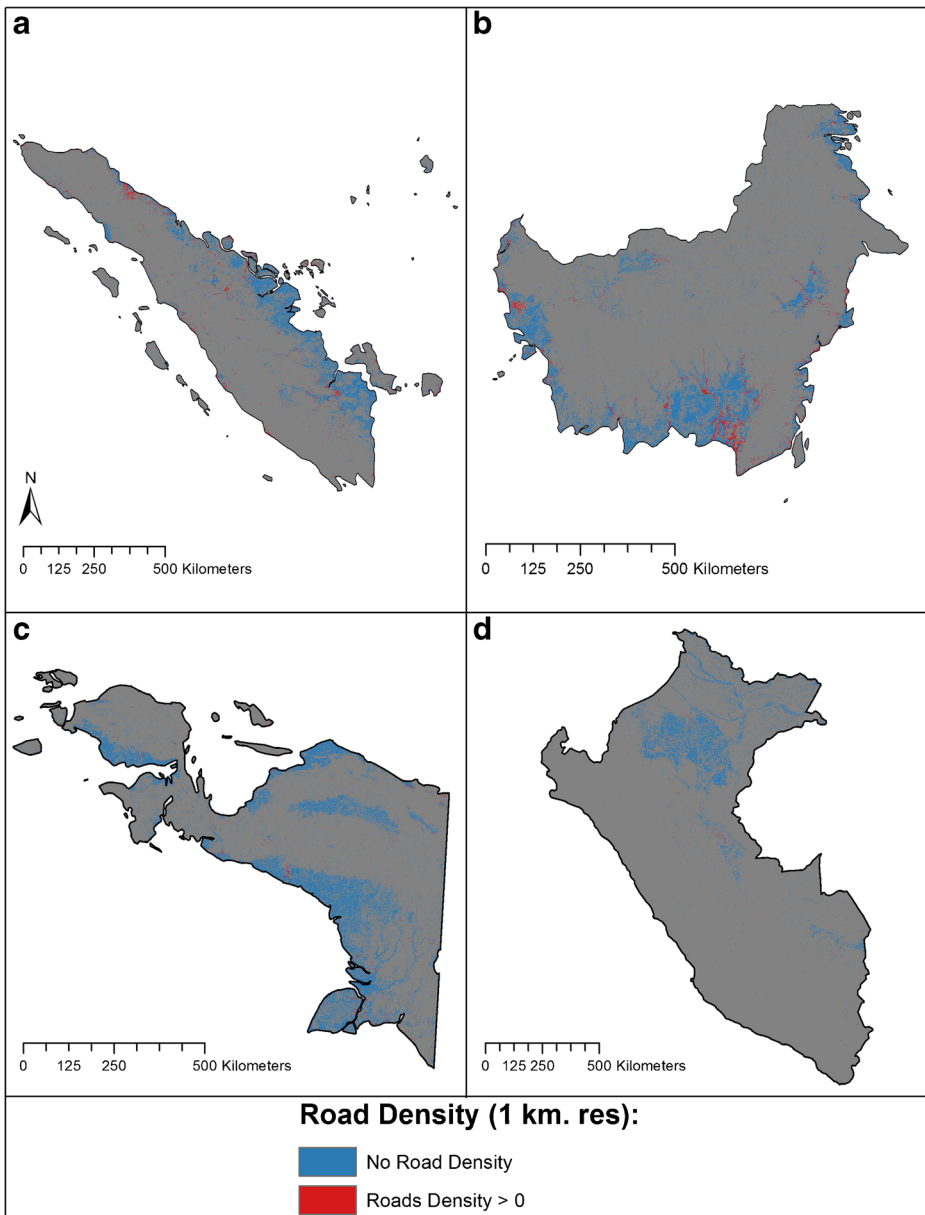 a
b
N
0 125 250 500 Kilometers
0 125 250 500 Kilometers
c
d
0 125 250 500 Kilometers
0 125 250 500 Kilometers
Road Density (1 km. res):
No Road Density
Roads Density > 0